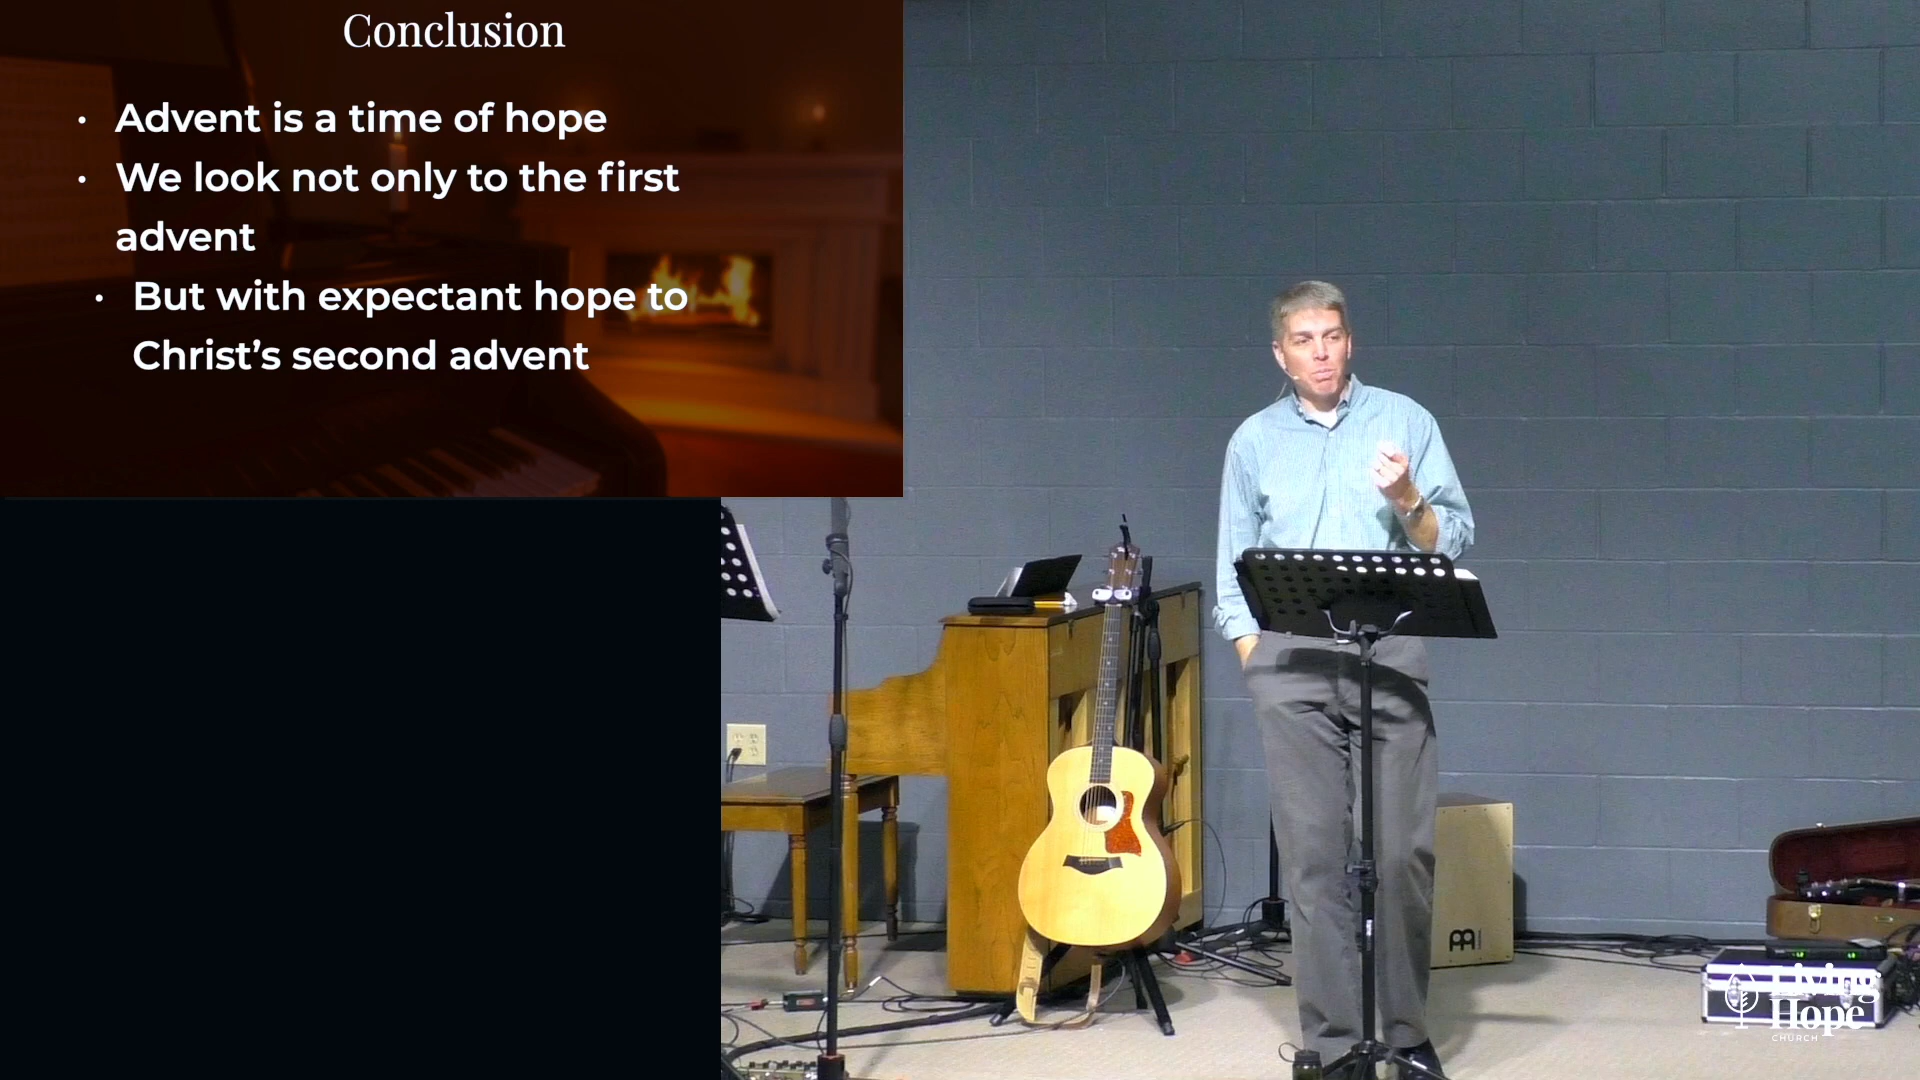 Conclusion
• Advent is a time of hope
• We look not only to the first
advent
• But with expectant hope to
Christ's second advent
Living
Hope
CHURCH